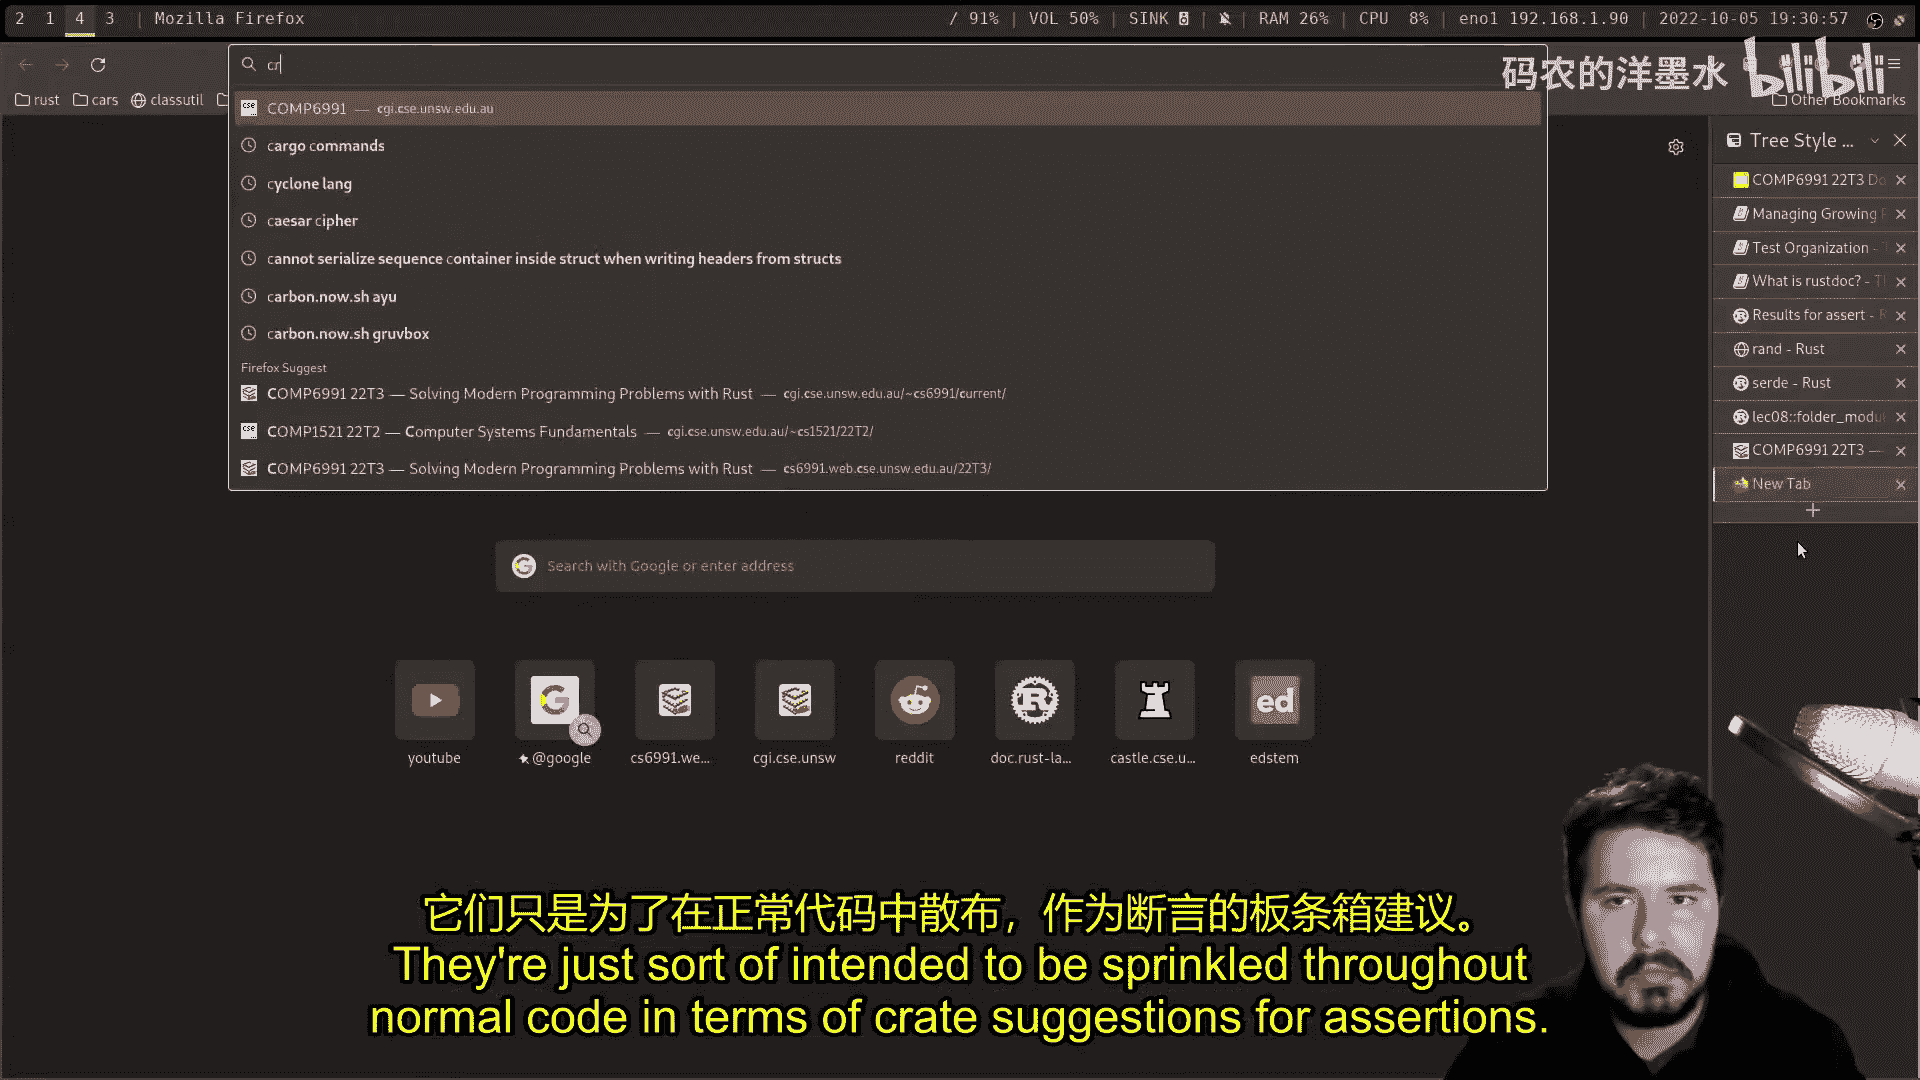 2 1 4 3 | Mozilla Firefox
/ 91% | VOL 50% | SINK | | RAM 26% | CPU 8% | eno1 192.168.1.90 | 2022-10-05 19:30:57
cr
码农的洋墨水 bilibili
rust cars classutil
Other Bookmarks
COMP6991 — cgi.cse.unsw.edu.au
cargo commands
cyclone lang
caesar cipher
cannot serialize sequence container inside struct when writing headers from structs
carbon.now.sh ayu
carbon.now.sh gruvbox
Firefox Suggest
COMP6991 22T3 — Solving Modern Programming Problems with Rust — cgi.cse.unsw.edu.au/~cs6991/current/
COMP1521 22T2 — Computer Systems Fundamentals — cgi.cse.unsw.edu.au/~cs1521/22T2/
COMP6991 22T3 — Solving Modern Programming Problems with Rust — cs6991.web.cse.unsw.edu.au/22T3/
Tree Style ...
COMP6991 22T3 Do
Managing Growing
Test Organization -
What is rustdoc? -
Results for assert -
rand - Rust
serde - Rust
lec08::folder_modu
COMP6991 22T3 —
New Tab
Search with Google or enter address
youtube
@google
cs6991.we...
cgi.cse.unsw
reddit
doc.rust-la...
castle.cse.u...
ed
edstem
它们只是为了在正常代码中散布，作为断言的板条箱建议。
They're just sort of intended to be sprinkled throughout
normal code in terms of crate suggestions for assertions.